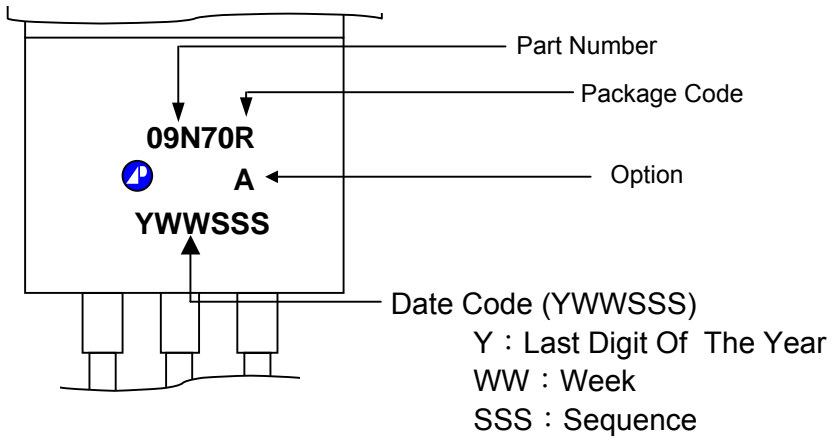 Part Number
Package Code
09N70R
A
Option
YWWSSS
Date Code (YWWSSS)
Y：Last Digit Of The Year
WW：Week
SSS：Sequence